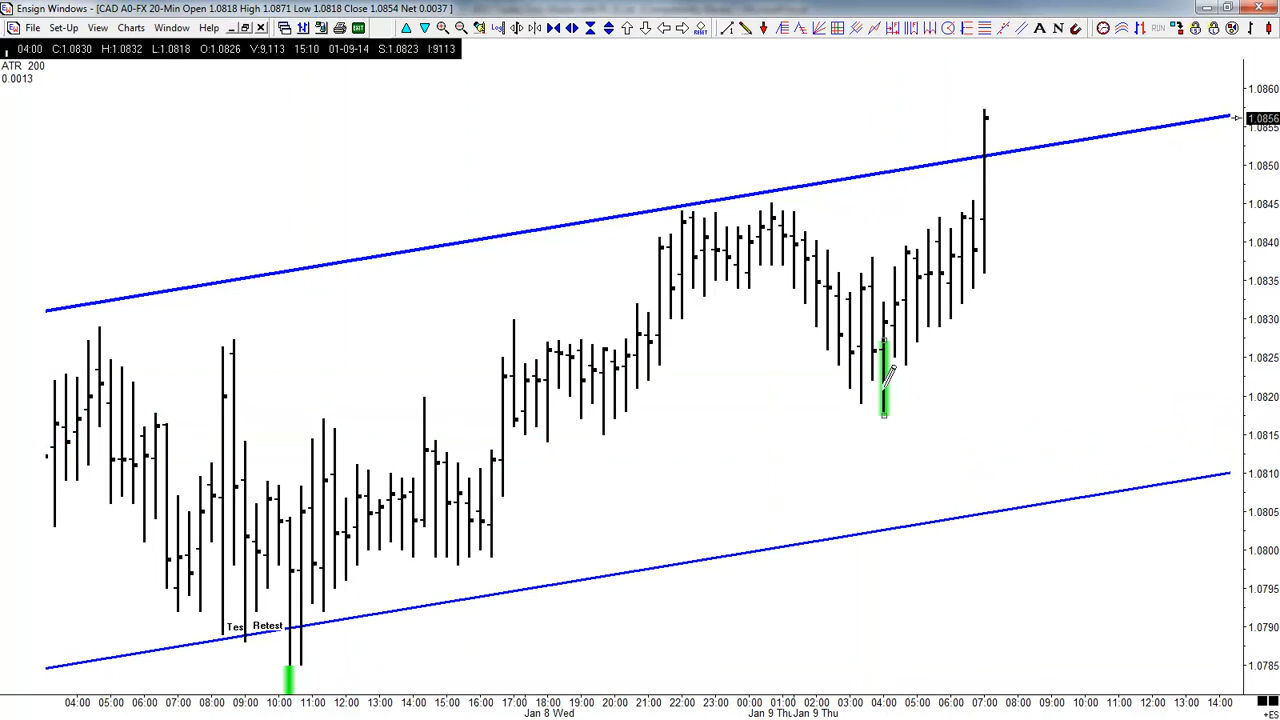 Ensign Windows - [CAD A0-FX 20-Min Open 1.0818 High 1.0871 Low 1.0818 Close 1.0854 Net 0.0037 ]
File Set-Up View Charts Window Help
04:00 C:1.0830 H:1.0832 L:1.0818 O:1.0826 V:9,113 15:10 01-09-14 S:1.0823 I:9113
ATR 200
0.0013
1.0860
1.0856
1.0855
1.0850
1.0845
1.0840
1.0835
1.0830
1.0825
1.0820
1.0815
1.0810
1.0805
1.0800
1.0795
1.0790
1.0785
Tes Retest
04:00 05:00 06:00 07:00 08:00 09:00 10:00 11:00 12:00 13:00 14:00 15:00 16:00 17:00 18:00 19:00 20:00 21:00 22:00 23:00 00:00 01:00 02:00 03:00 04:00 05:00 06:00 07:00 08:00 09:00 10:00 11:00 12:00 13:00 14:00
Jan 8 Wed Jan 9 Thu Jan 9 Thu
+ES